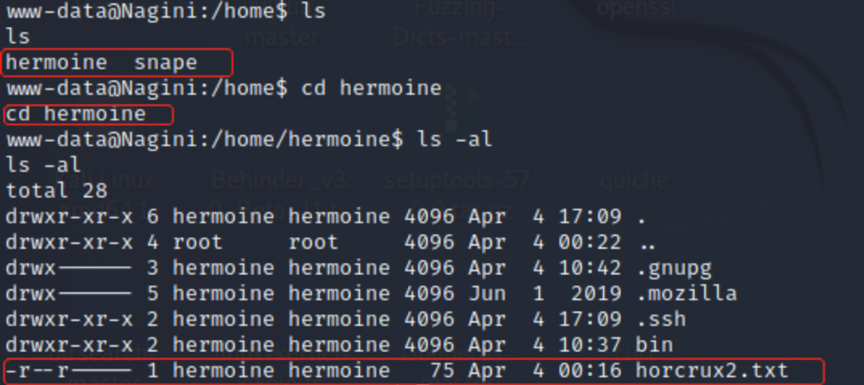 www-data@Nagini:/home$ ls
ls
hermoine  snape
www-data@Nagini:/home$ cd hermoine
cd hermoine
www-data@Nagini:/home/hermoine$ ls -al
ls -al
total 28
drwxr-xr-x 6 hermoine hermoine 4096 Apr  4 17:09 .
drwxr-xr-x 4 root     root     4096 Apr  4 00:22 ..
drwx------ 3 hermoine hermoine 4096 Apr  4 10:42 .gnupg
drwx------ 5 hermoine hermoine 4096 Jun  1  2019 .mozilla
drwxr-xr-x 2 hermoine hermoine 4096 Apr  4 17:09 .ssh
drwxr-xr-x 2 hermoine hermoine 4096 Apr  4 10:37 bin
-r--r----- 1 hermoine hermoine   75 Apr  4 00:16 horcrux2.txt
Fuzzing-
master Dicts-mast...
openssl
Behinder_v3.
setuptools-57
quiche